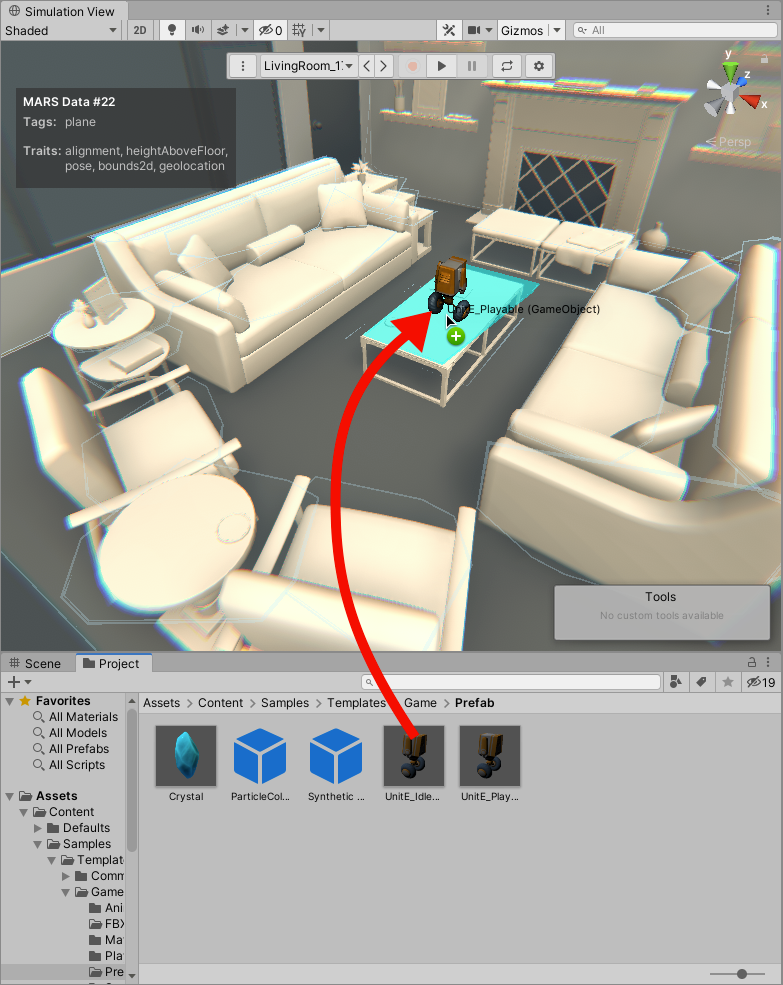 Simulation View
Shaded
2D
0
Gizmos
All
LivingRoom_1
y
z
x
Persp
MARS Data #22
Tags: plane
Traits: alignment, heightAboveFloor,
pose, bounds2d, geolocation
UnitE_Playable (GameObject)
Tools
No custom tools available
Scene
Project
19
Favorites
All Materials
All Models
All Prefabs
All Scripts
Assets
Content
Defaults
Samples
Templat
Comm
Game
Ani
FBX
Ma
Pla
Pre
Assets > Content > Samples > Templates Game > Prefab
Crystal
ParticleCol...
Synthetic ...
UnitE_Idle...
UnitE_Play...